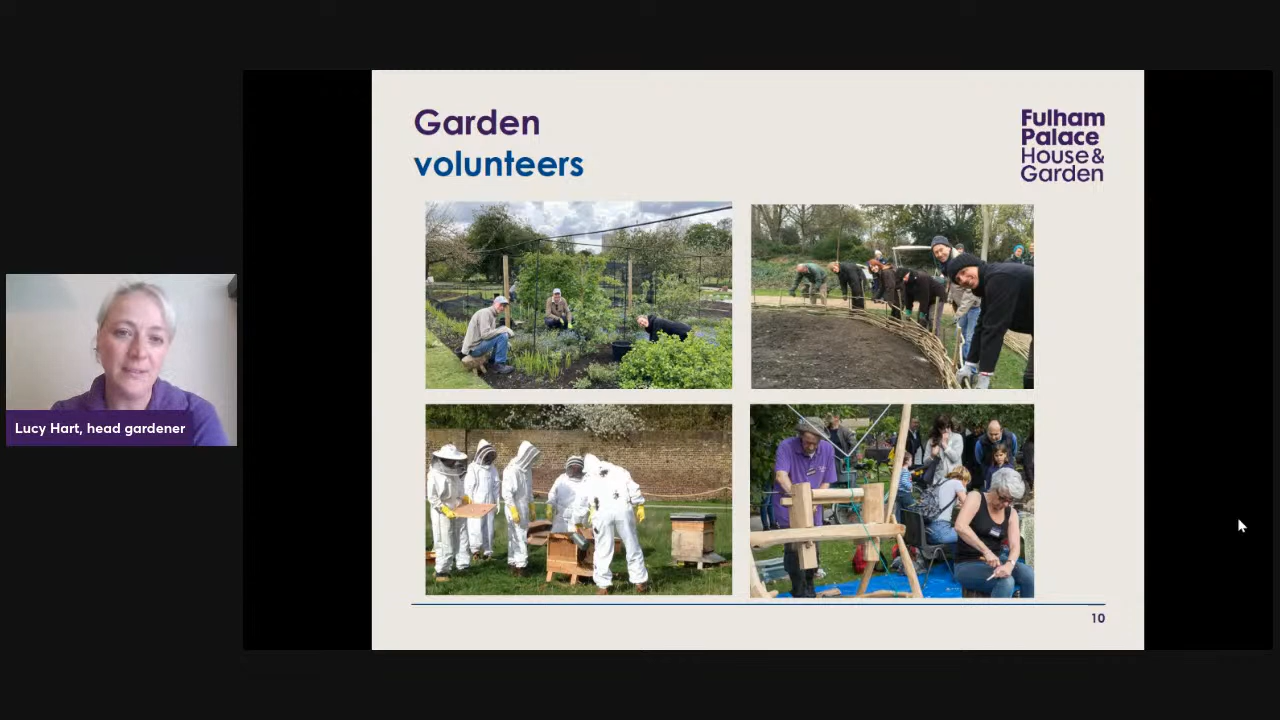 Garden
volunteers
Fulham
Palace
House &
Garden
Lucy Hart, head gardener
10